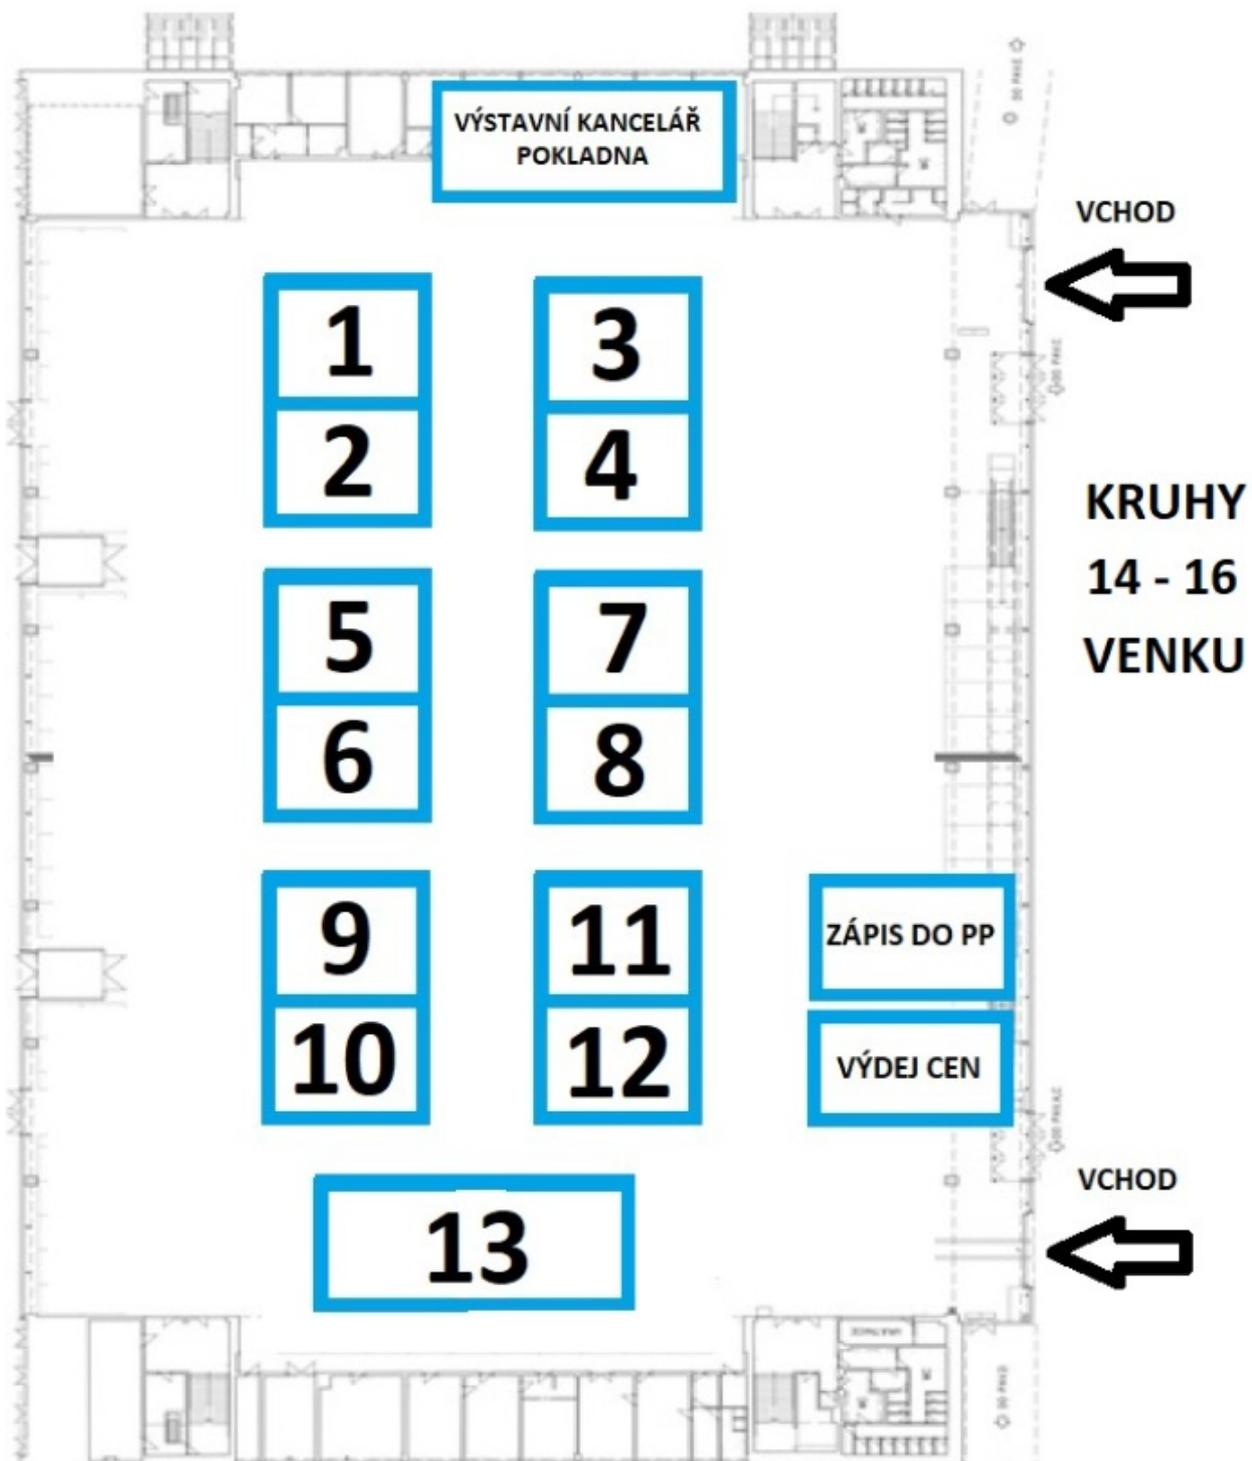 VÝSTAVNÍ KANCELÁŘ
POKLADNA
VCHOD
1
3
2
4
KRUHY
14 - 16
VENKU
5
7
6
8
9
11
ZÁPIS DO PP
10
12
VÝDEJ CEN
VCHOD
13